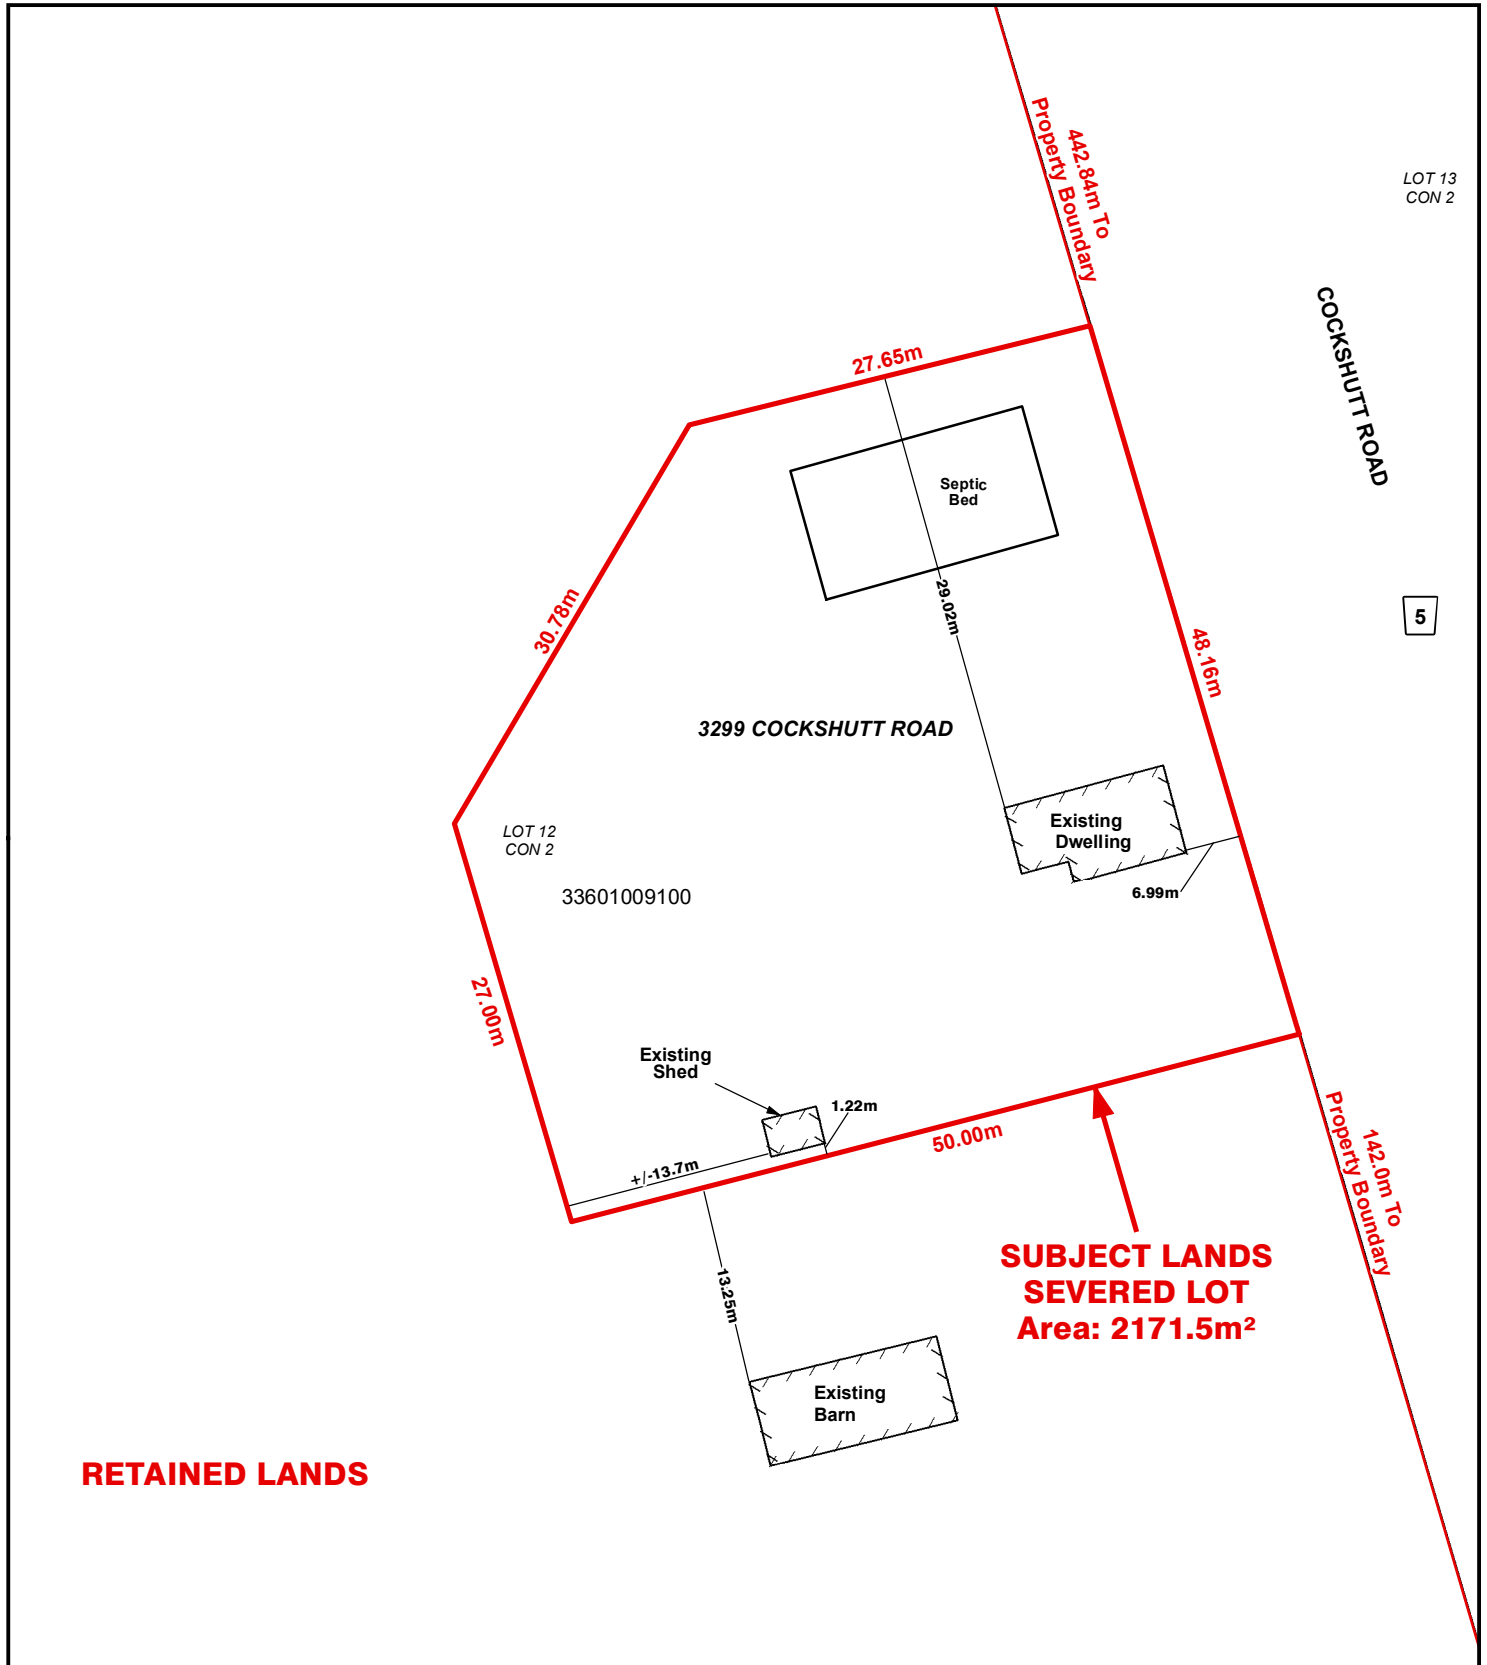 442.84m To
Property Boundary
LOT 13
CON 2
COCKSHUTT ROAD
27.65m
Septic
Bed
29.02m
30.78m
5
48.16m
3299 COCKSHUTT ROAD
LOT 12
CON 2
Existing
Dwelling
33601009100
6.99m
27.00m
Existing
Shed
1.22m
50.00m
+/-13.7m
142.0m To
Property Boundary
13.25m
SUBJECT LANDS
SEVERED LOT
Area: 2171.5m²
Existing
Barn
RETAINED LANDS